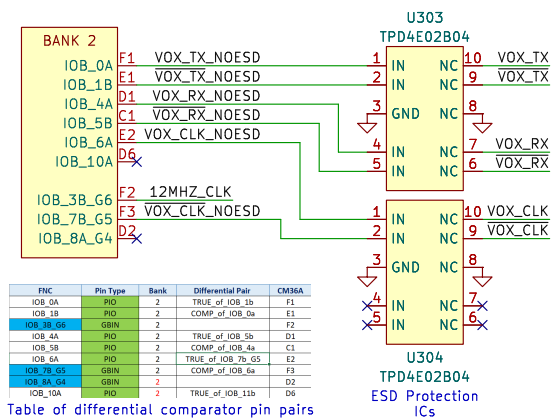 U303
TPD4E02B04
BANK 2
IOB_0A F1 VOX_TX_NOESD 1 IN NC 10 VOX_TX
IOB_1B E1 VOX_TX_NOESD 2 IN NC 9 VOX_TX
IOB_4A D1 VOX_RX_NOESD
3 GND NC 8
IOB_5B C1 VOX_RX_NOESD
IOB_6A E2 VOX_CLK_NOESD
4 IN NC 7 VOX_RX
IOB_10A D6
5 IN NC 6 VOX_RX
IOB_3B_G6 F2 12MHZ_CLK
IOB_7B_G5 F3 VOX_CLK_NOESD
1 IN NC 10 VOX_CLK
IOB_8A_G4 D2
2 IN NC 9 VOX_CLK
3 GND NC 8
4 IN NC 7
5 IN NC 6
U304
TPD4E02B04
FNC Pin Type Bank Differential Pair CM36A
IOB_0A PIO 2 TRUE_of_IOB_1b F1
IOB_1B PIO 2 COMP_of_IOB_0a E1
IOB_3B_G6 GBIN 2 F2
IOB_4A PIO 2 TRUE_of_IOB_5b D1
IOB_5B PIO 2 COMP_of_IOB_4a C1
IOB_6A PIO 2 TRUE_of_IOB_7b_G5 E2
IOB_7B_G5 GBIN 2 COMP_of_IOB_6a F3
IOB_8A_G4 GBIN 2 D2
IOB_10A PIO 2 TRUE_of_IOB_11b D6
Table of differential comparator pin pairs
ESD Protection
ICs